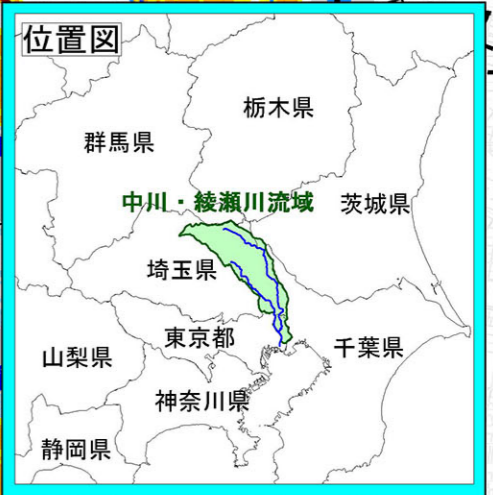 位置図
栃木県
群馬県
中川・綾瀬川流域
茨城県
埼玉県
東京都
千葉県
山梨県
神奈川県
静岡県